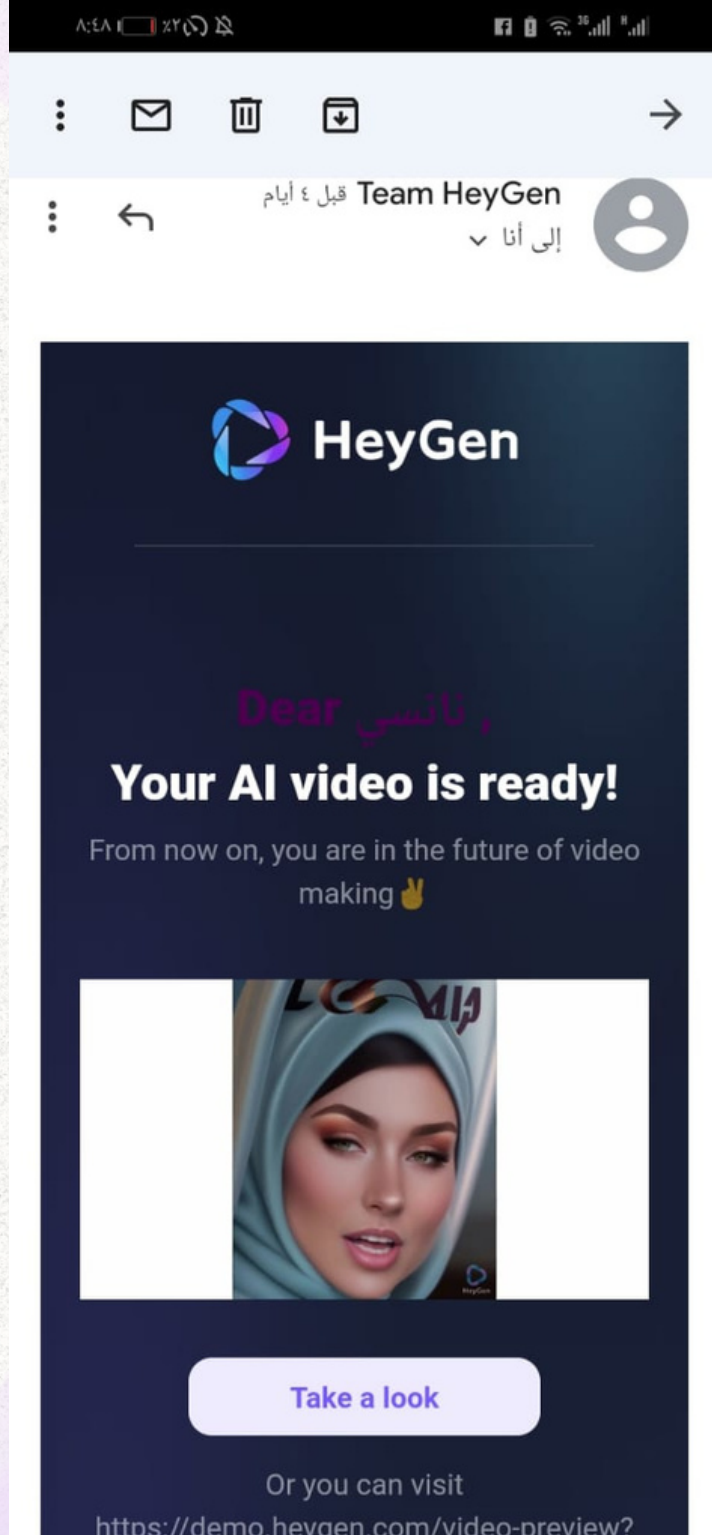 ٨:٤٨ ٪٢
3G H
Team HeyGen قبل ٤ أيام
إلى أنا
HeyGen
Dear نانسي ,
Your AI video is ready!
From now on, you are in the future of video
making✌️
HeyGen
Take a look
Or you can visit
https://demo.heygen.com/video-preview?